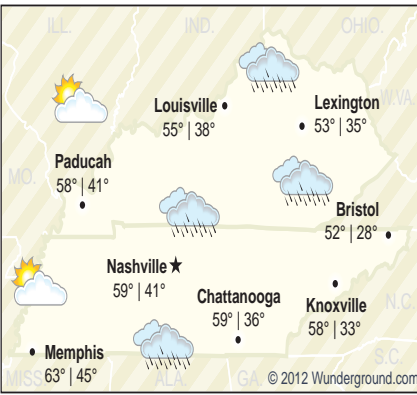 ILL.
IND.
OHIO.
W.VA.
Louisville
55° | 38°
Lexington
53° | 35°
Paducah
58° | 41°
MO.
Bristol
52° | 28°
Nashville
59° | 41°
Chattanooga
59° | 36°
Knoxville
58° | 33°
N.C.
Memphis
63° | 45°
S.C.
MISS.
ALA.
GA.
© 2012 Wunderground.com